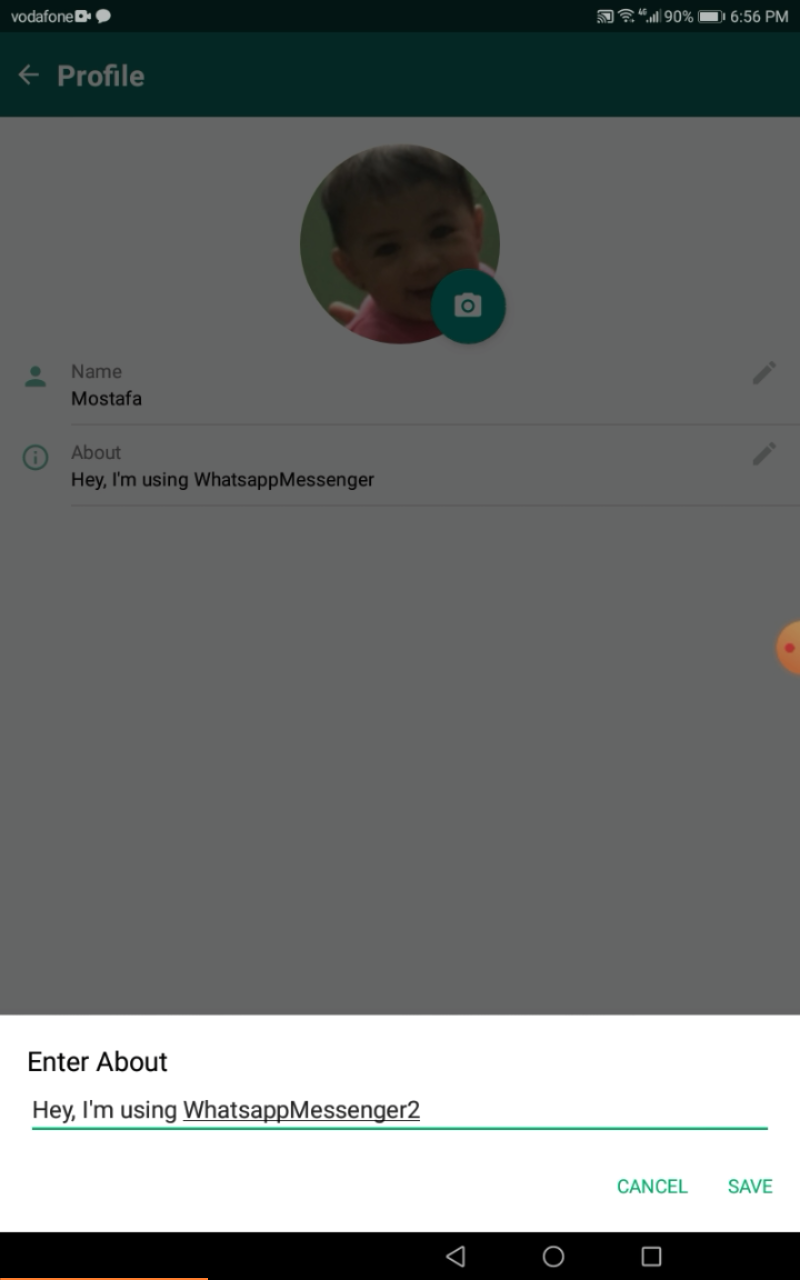 vodafone 4G 90% 6:56 PM
Profile
Name
Mostafa
About
Hey, I'm using WhatsappMessenger
Enter About
Hey, I'm using WhatsappMessenger2
CANCEL SAVE